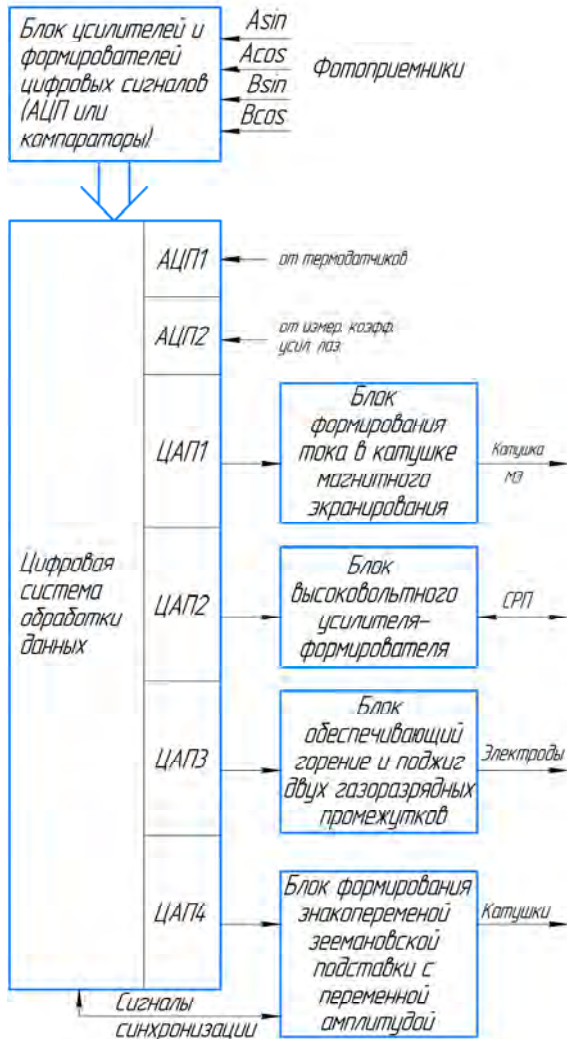 Блок усилителей и
формирователей
цифровых сигналов
(АЦП или
компараторы)
Asin
Acos
Bsin
Bcos
Фотоприемники
АЦП1
от термодатчиков
АЦП2
от измер. коэфф.
усил. лаз.
ЦАП1
Блок
формирования
тока в катушке
магнитного
экранирования
Катушка
МЭ
Цифровая
система
обработки
данных
ЦАП2
Блок
высоковольтного
усилителя-
формирователя
СРП
ЦАП3
Блок
обеспечивающий
горение и поджиг
двух газоразрядных
промежутков
Электроды
ЦАП4
Блок формирования
знакопеременой
зеемановской
подставки с
переменной
амплитудой
Катушки
Сигналы
синхронизации